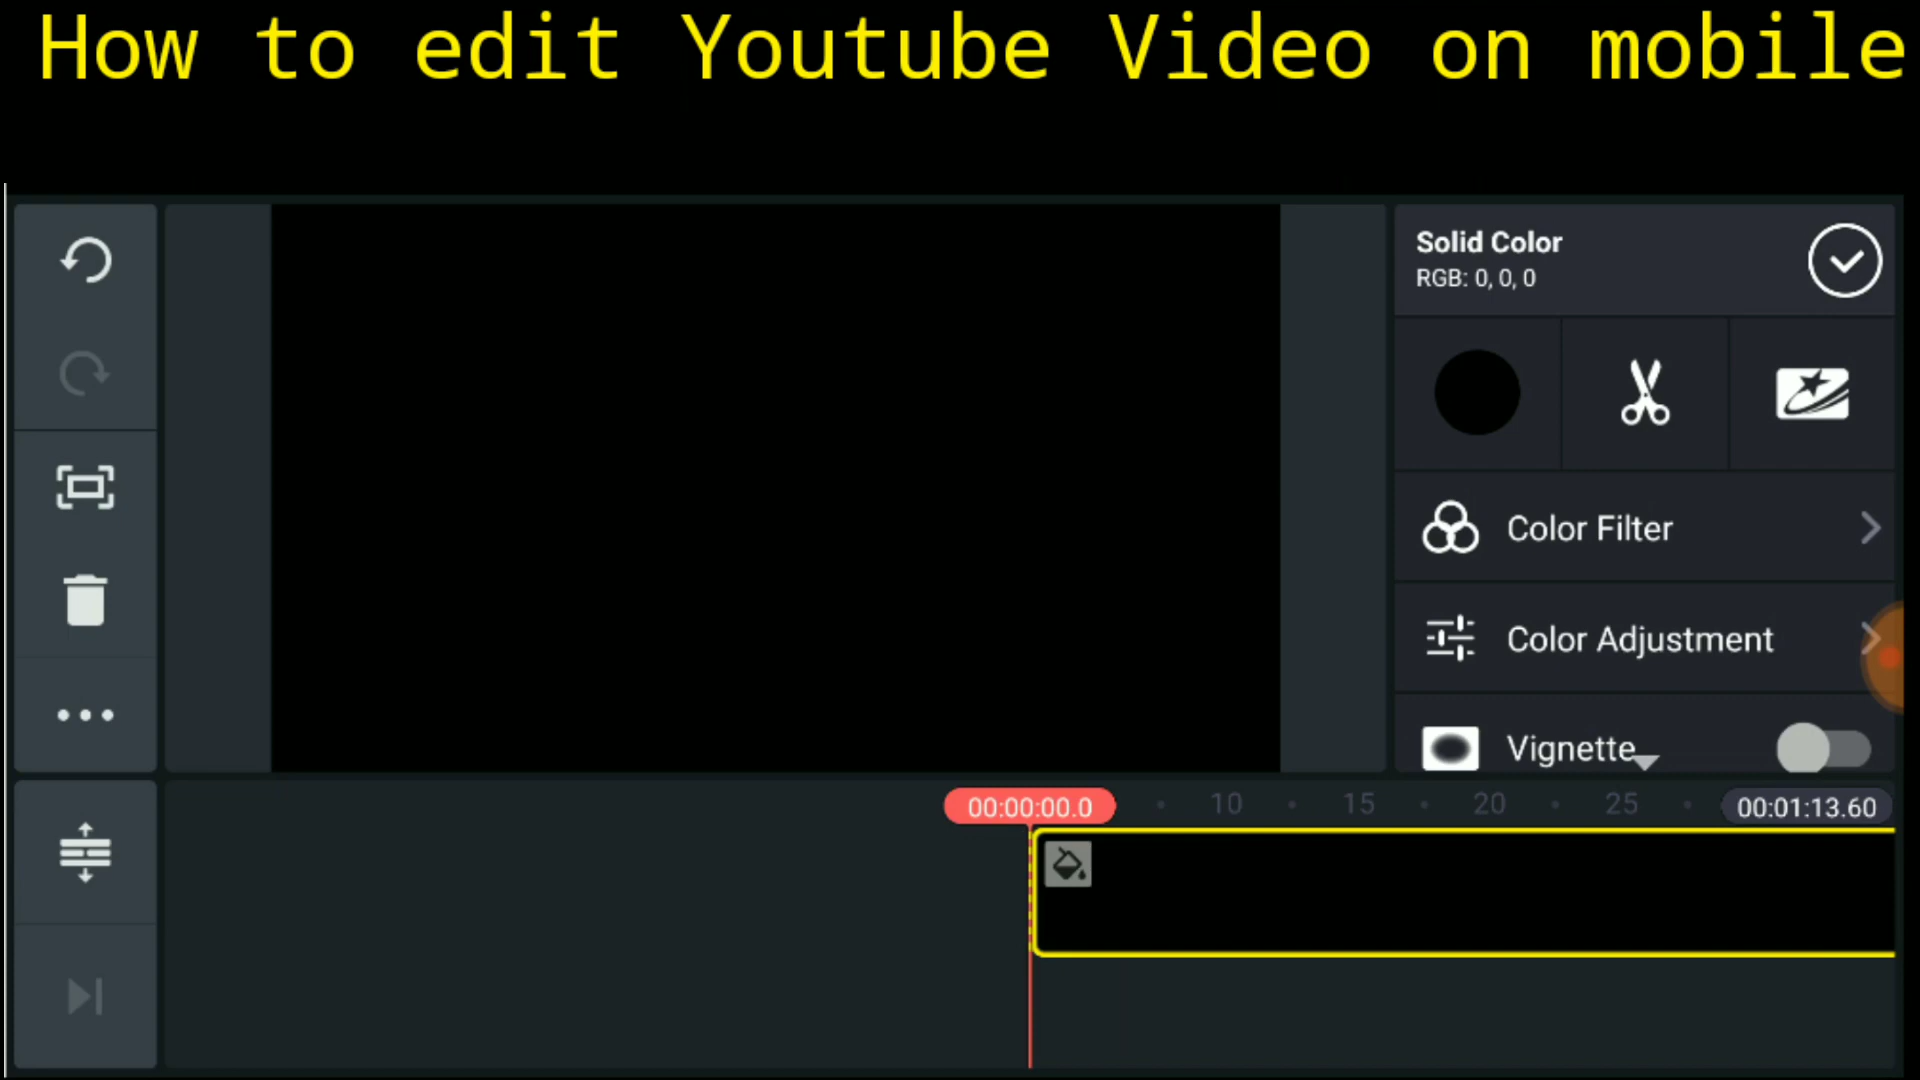 How to edit Youtube Video on mobile
Solid Color
RGB: 0, 0, 0
Color Filter
Color Adjustment
Vignette
00:00:00.0
10
15
20
25
00:01:13.60